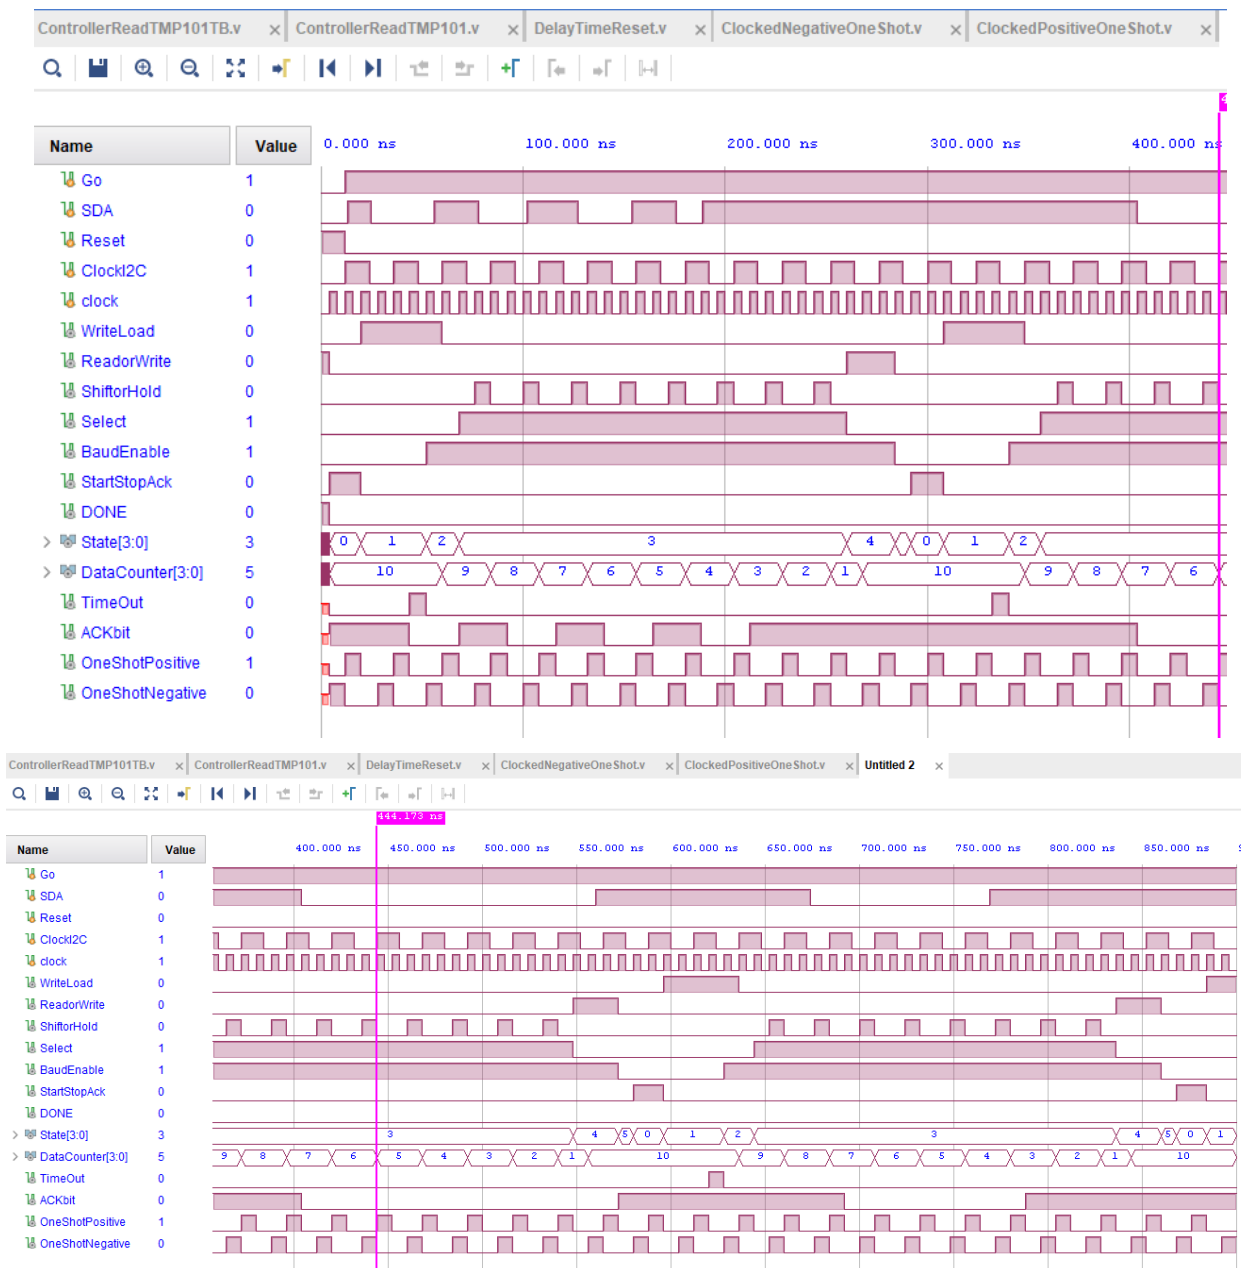 ControllerReadTMP101TB.v × ControllerReadTMP101.v × DelayTimeReset.v × ClockedNegativeOneShot.v × ClockedPositiveOneShot.v ×
Name Value 0.000 ns 100.000 ns 200.000 ns 300.000 ns 400.000 ns
Go 1
SDA 0
Reset 0
ClockI2C 1
clock 1
WriteLoad 0
ReadorWrite 0
ShiftorHold 0
Select 1
BaudEnable 1
StartStopAck 0
DONE 0
State[3:0] 3 0 1 2 3 4 0 1 2
DataCounter[3:0] 5 10 9 8 7 6 5 4 3 2 1 10 9 8 7 6
TimeOut 0
ACKbit 0
OneShotPositive 1
OneShotNegative 0
ControllerReadTMP101TB.v × ControllerReadTMP101.v × DelayTimeReset.v × ClockedNegativeOneShot.v × ClockedPositiveOneShot.v × Untitled 2 ×
444.173 ns
Name Value 400.000 ns 450.000 ns 500.000 ns 550.000 ns 600.000 ns 650.000 ns 700.000 ns 750.000 ns 800.000 ns 850.000 ns
Go 1
SDA 0
Reset 0
ClockI2C 1
clock 1
WriteLoad 0
ReadorWrite 0
ShiftorHold 0
Select 1
BaudEnable 1
StartStopAck 0
DONE 0
State[3:0] 3 3 4 5 0 1 2 3 4 5 0 1
DataCounter[3:0] 5 9 8 7 6 5 4 3 2 1 10 9 8 7 6 5 4 3 2 1 10
TimeOut 0
ACKbit 0
OneShotPositive 1
OneShotNegative 0